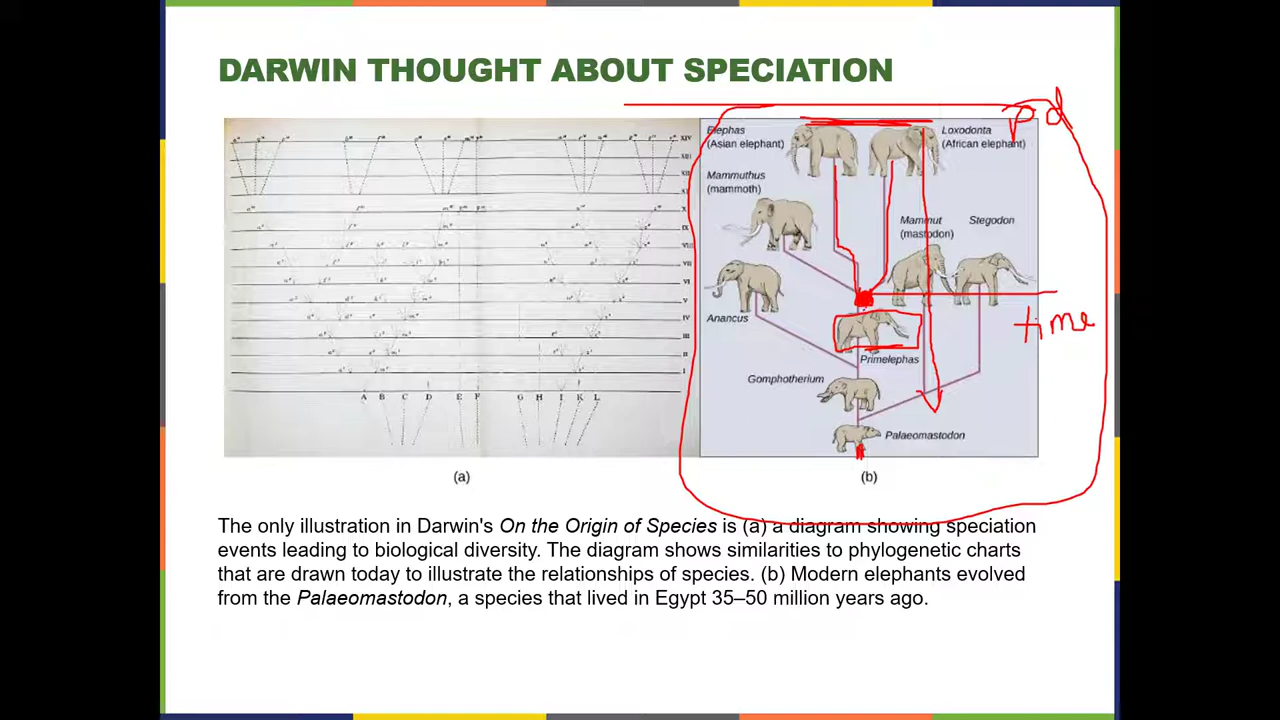 DARWIN THOUGHT ABOUT SPECIATION
pd
Elephas
(Asian elephant)
Loxodonta
(African elephant)
Mammuthus
(mammoth)
Mammut
(mastodon)
Stegodon
Anancus
time
Primelephas
Gomphotherium
Palaeomastodon
A B C D E F G H I K L
(a)
(b)
The only illustration in Darwin's On the Origin of Species is (a) a diagram showing speciation
events leading to biological diversity. The diagram shows similarities to phylogenetic charts
that are drawn today to illustrate the relationships of species. (b) Modern elephants evolved
from the Palaeomastodon, a species that lived in Egypt 35–50 million years ago.